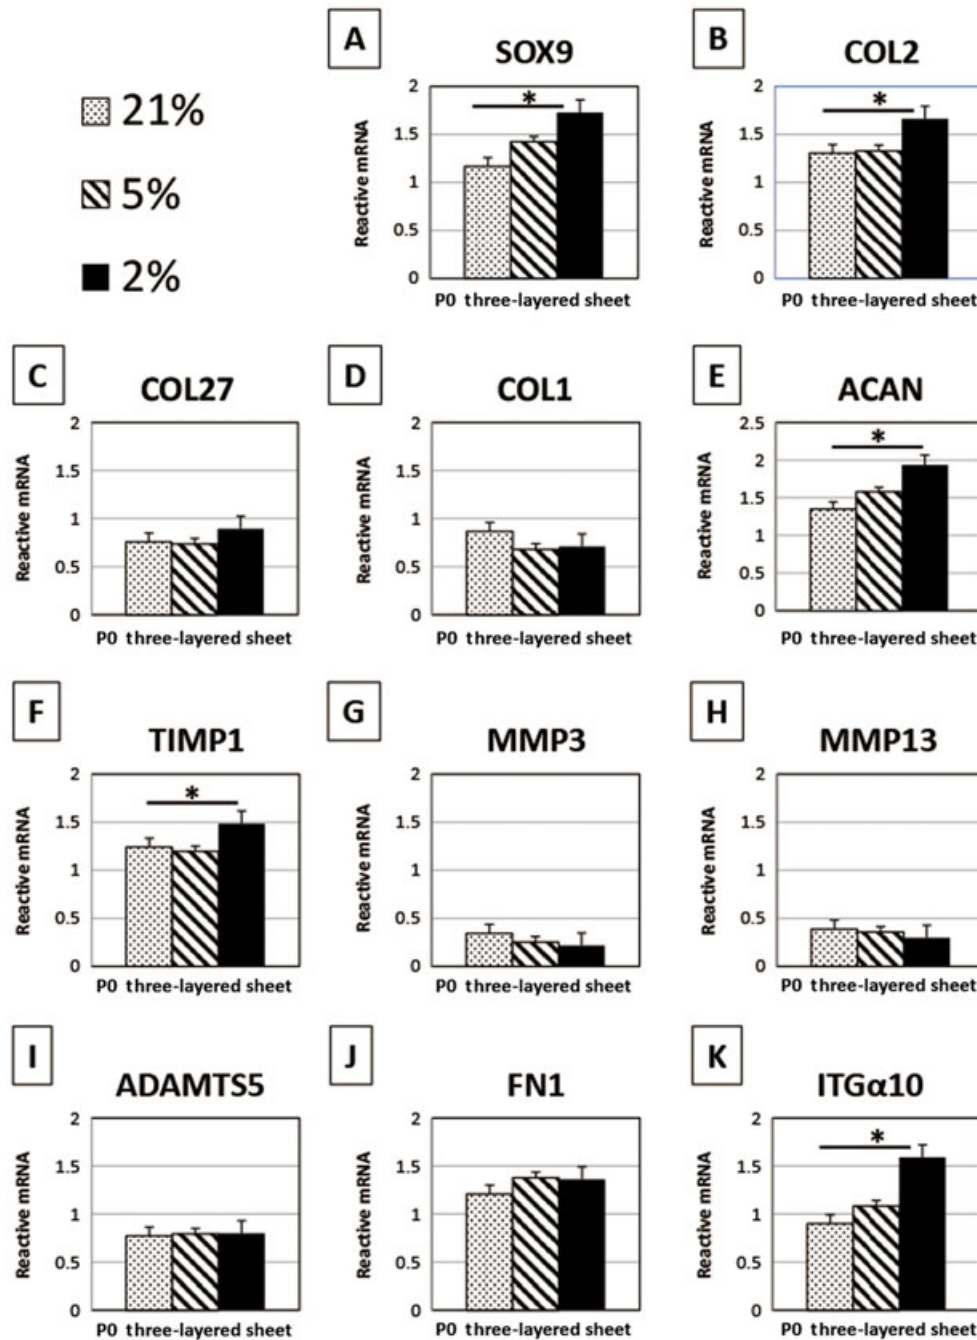 A
SOX9
B
COL2
21%
5%
2%
Reactive mRNA
2
1.5
1
0.5
0
*
P0 three-layered sheet
Reactive mRNA
2
1.5
1
0.5
0
*
P0 three-layered sheet
C
COL27
D
COL1
E
ACAN
Reactive mRNA
2
1.5
1
0.5
0
P0 three-layered sheet
Reactive mRNA
2
1.5
1
0.5
0
P0 three-layered sheet
Reactive mRNA
2.5
2
1.5
1
0.5
0
*
P0 three-layered sheet
F
TIMP1
G
MMP3
H
MMP13
Reactive mRNA
2
1.5
1
0.5
0
*
P0 three-layered sheet
Reactive mRNA
2
1.5
1
0.5
0
P0 three-layered sheet
Reactive mRNA
2
1.5
1
0.5
0
P0 three-layered sheet
I
ADAMTS5
J
FN1
K
ITGα10
Reactive mRNA
2
1.5
1
0.5
0
P0 three-layered sheet
Reactive mRNA
2
1.5
1
0.5
0
P0 three-layered sheet
Reactive mRNA
2
1.5
1
0.5
0
*
P0 three-layered sheet